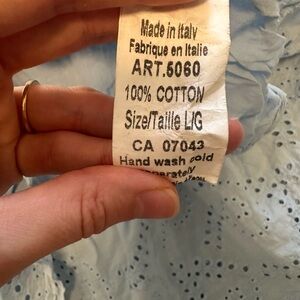 Made in Italy
Fabrique en Italie
ART.5060
100% COTTON
Size/Taille L/G
CA 07043
Hand wash cold